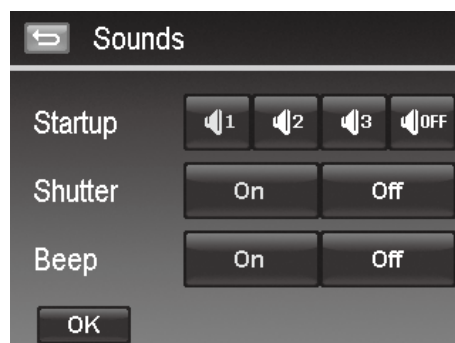 Sounds
Startup 1 2 3 OFF
Shutter On Off
Beep On Off
OK